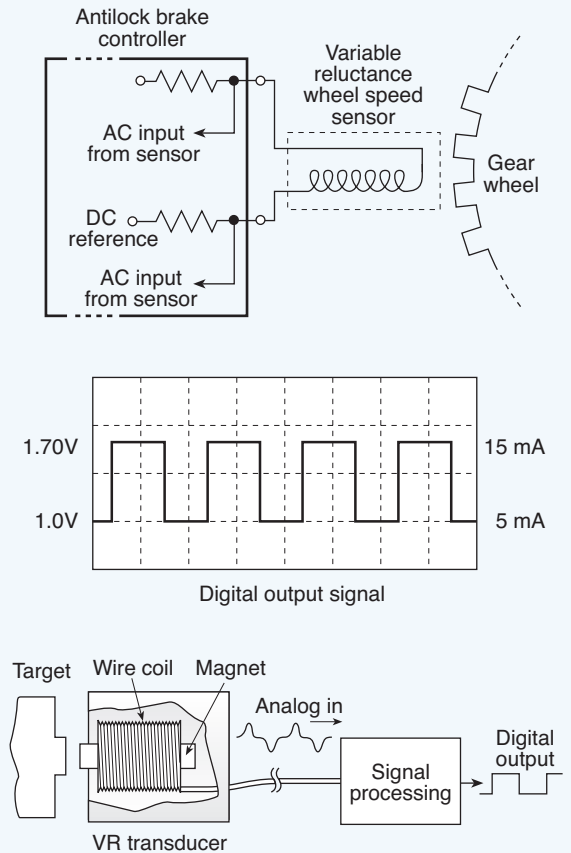 Antilock brake
controller
Variable
reluctance
wheel speed
sensor
AC input
from sensor
Gear
wheel
DC
reference
AC input
from sensor
1.70V
15 mA
1.0V
5 mA
Digital output signal
Target
Wire coil
Magnet
Analog in
Digital
output
Signal
processing
VR transducer